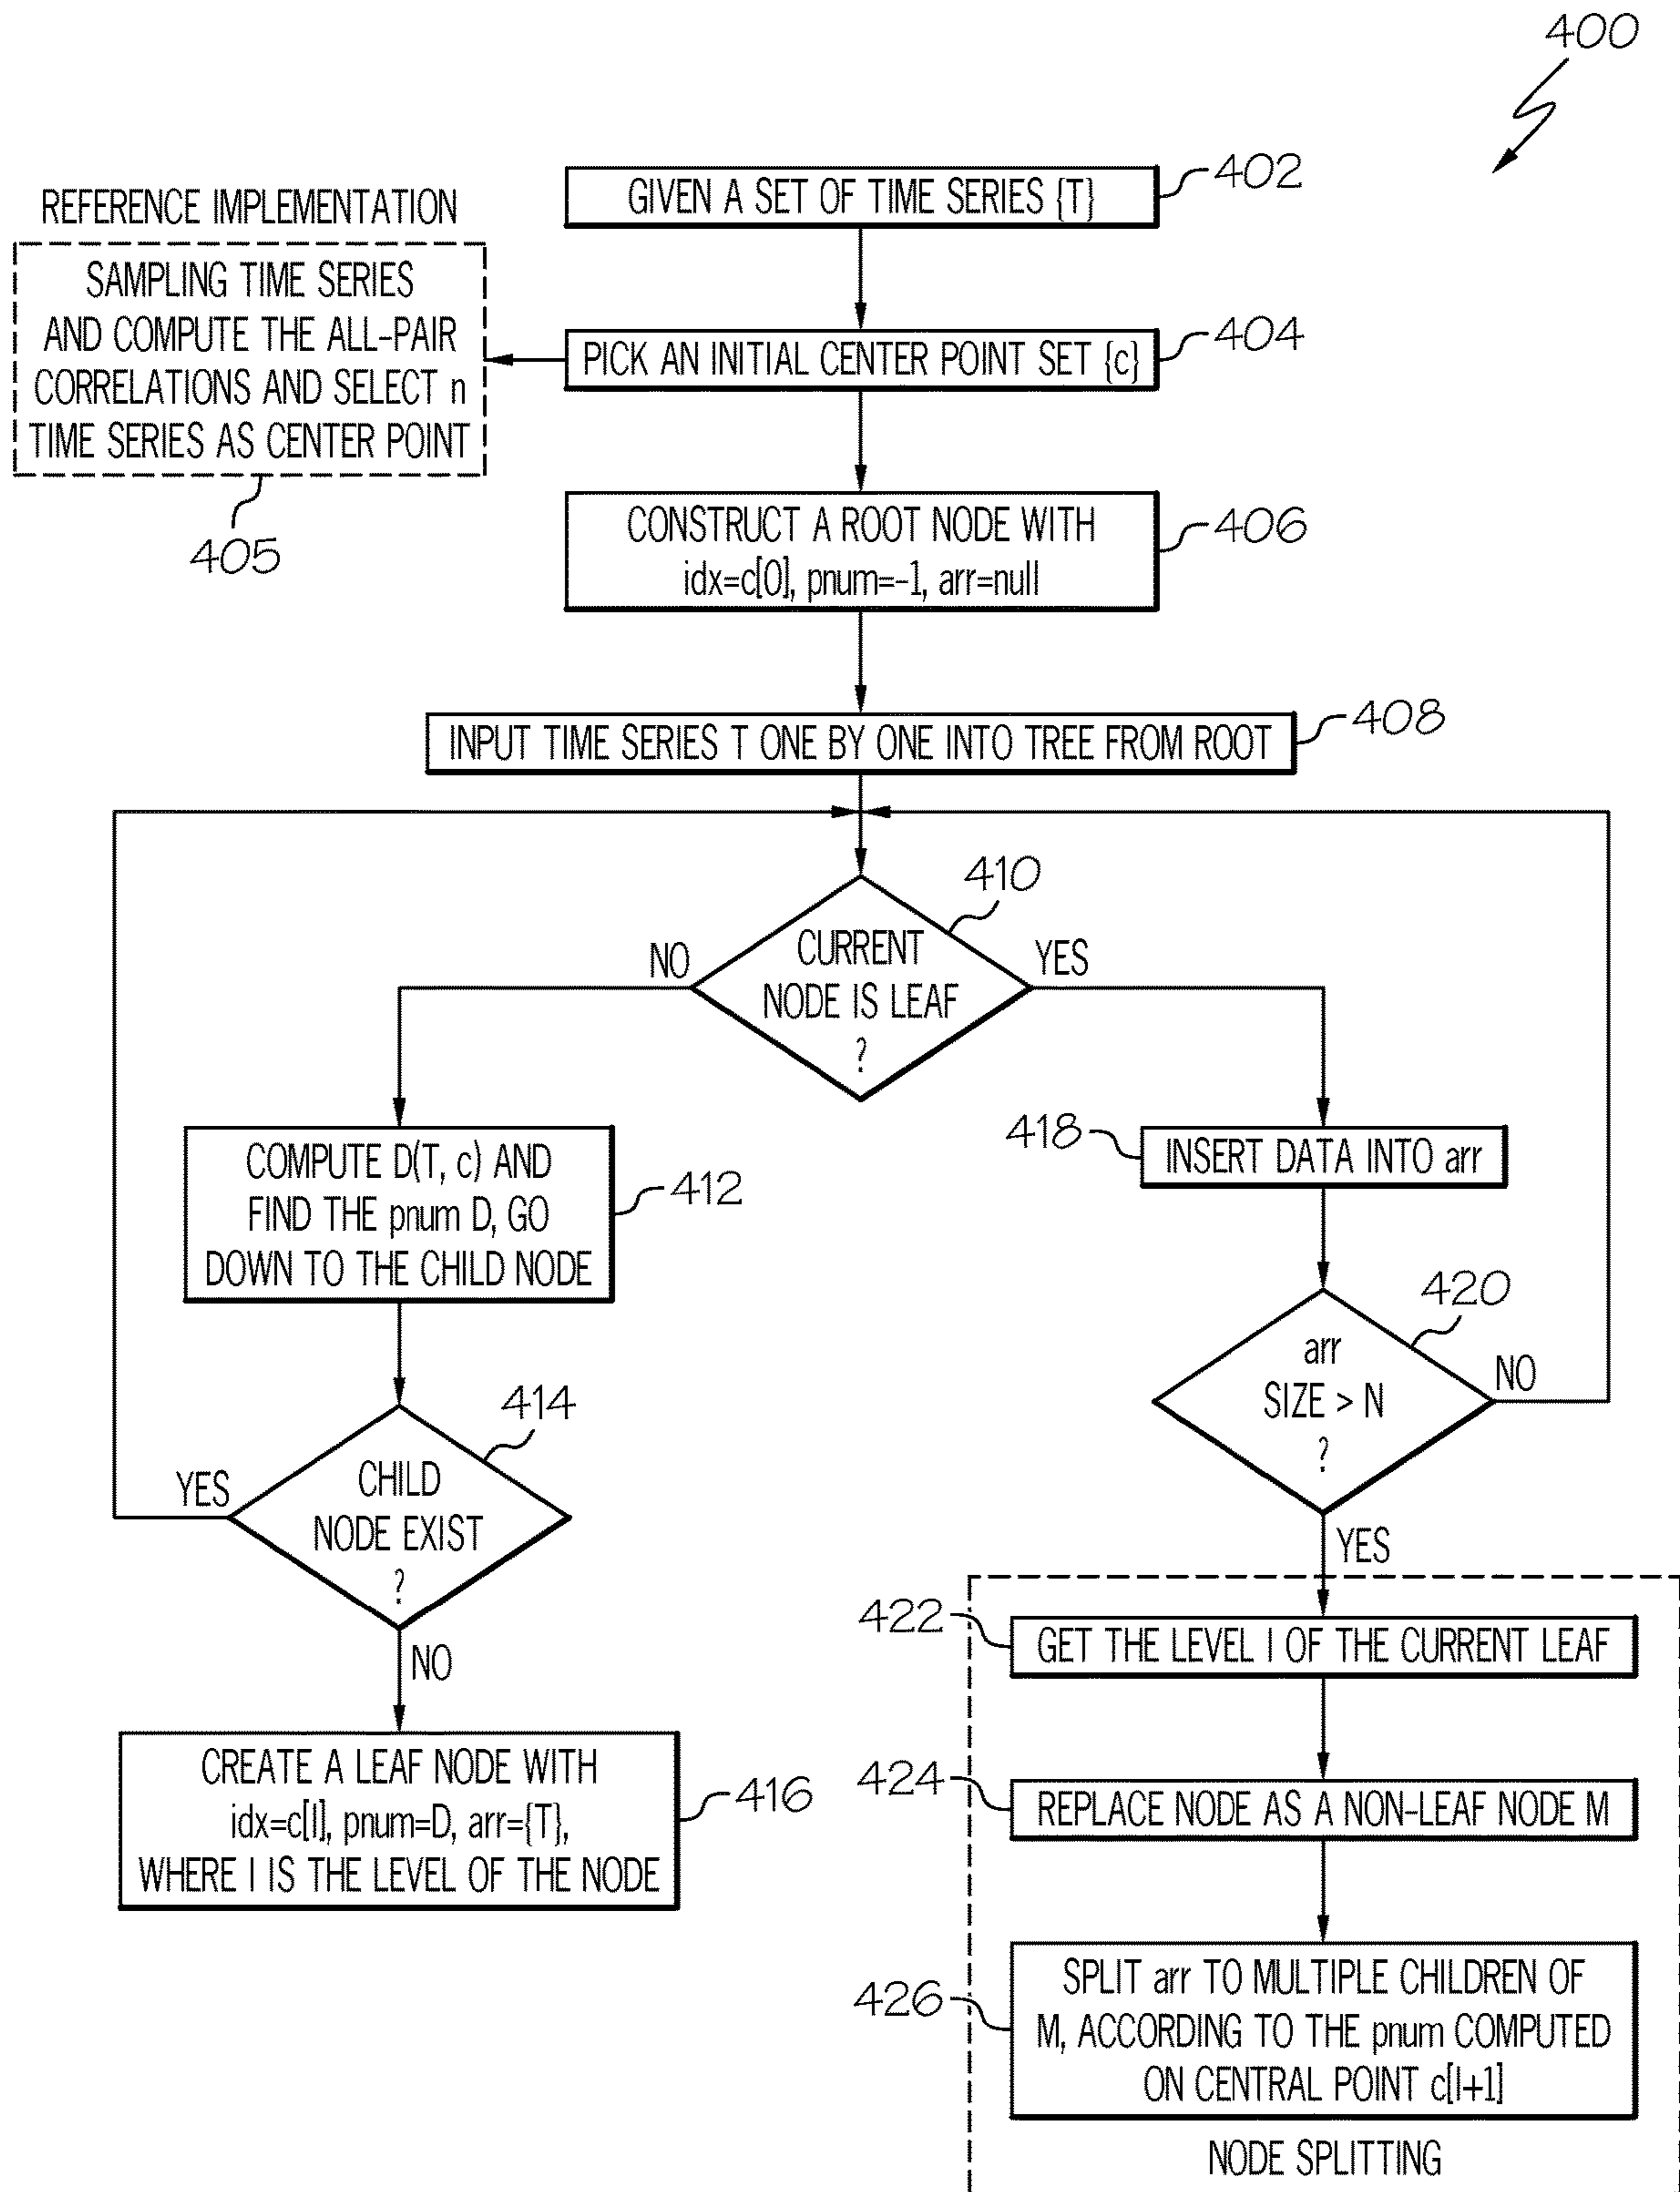 400
GIVEN A SET OF TIME SERIES {T}
402
REFERENCE IMPLEMENTATION
SAMPLING TIME SERIES
AND COMPUTE THE ALL-PAIR
CORRELATIONS AND SELECT n
TIME SERIES AS CENTER POINT
405
PICK AN INITIAL CENTER POINT SET {c}
404
CONSTRUCT A ROOT NODE WITH
idx=c[0], pnum=-1, arr=null
406
INPUT TIME SERIES T ONE BY ONE INTO TREE FROM ROOT
408
410
CURRENT
NODE IS LEAF
?
NO
YES
COMPUTE D(T, c) AND
FIND THE pnum D, GO
DOWN TO THE CHILD NODE
412
414
CHILD
NODE EXIST
?
YES
NO
CREATE A LEAF NODE WITH
idx=c[l], pnum=D, arr={T},
WHERE l IS THE LEVEL OF THE NODE
416
418
INSERT DATA INTO arr
420
arr
SIZE > N
?
NO
YES
422
GET THE LEVEL l OF THE CURRENT LEAF
424
REPLACE NODE AS A NON-LEAF NODE M
426
SPLIT arr TO MULTIPLE CHILDREN OF
M, ACCORDING TO THE pnum COMPUTED
ON CENTRAL POINT c[l+1]
NODE SPLITTING